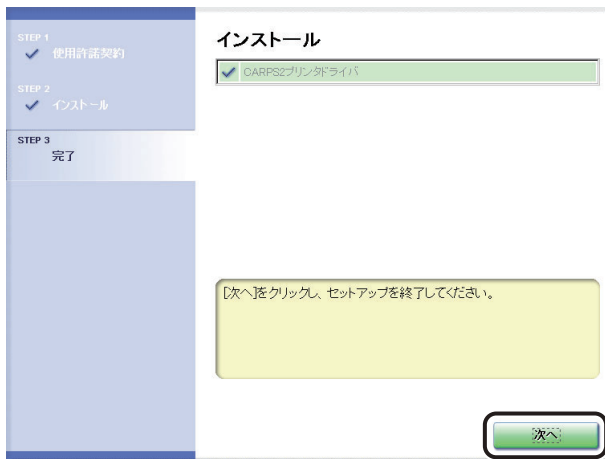 STEP 1
使用許諾契約
STEP 2
インストール
STEP 3
完了
インストール
CARPS2プリンタドライバ
[次へ]をクリックし、セットアップを終了してください。
次へ